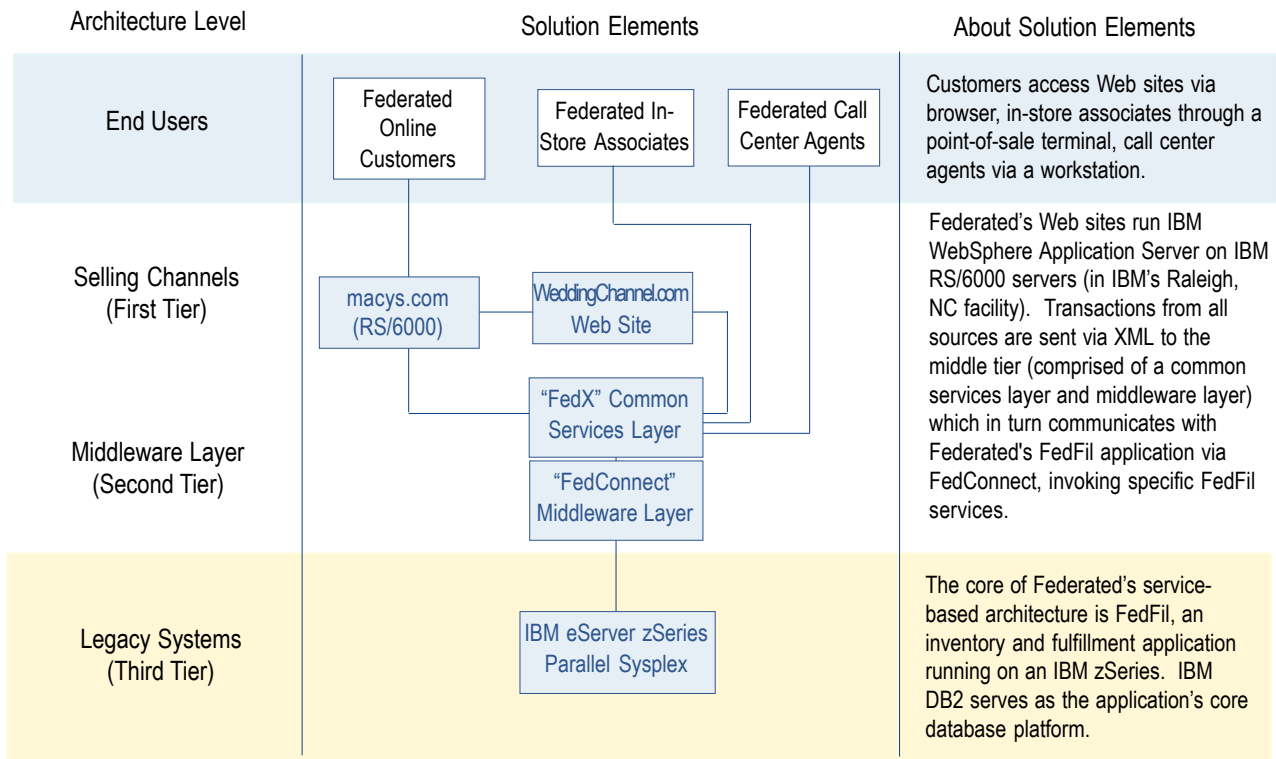 Architecture Level
Solution Elements
About Solution Elements
End Users
Federated
Online
Customers
Federated In-
Store Associates
Federated Call
Center Agents
Customers access Web sites via
browser, in-store associates through a
point-of-sale terminal, call center
agents via a workstation.
Selling Channels
(First Tier)
macys.com
(RS/6000)
WeddingChannel.com
Web Site
Federated’s Web sites run IBM
WebSphere Application Server on IBM
RS/6000 servers (in IBM’s Raleigh,
NC facility). Transactions from all
sources are sent via XML to the
middle tier (comprised of a common
services layer and middleware layer)
which in turn communicates with
Federated's FedFil application via
FedConnect, invoking specific FedFil
services.
Middleware Layer
(Second Tier)
“FedX” Common
Services Layer
“FedConnect”
Middleware Layer
Legacy Systems
(Third Tier)
IBM eServer zSeries
Parallel Sysplex
The core of Federated’s service-
based architecture is FedFil, an
inventory and fulfillment application
running on an IBM zSeries. IBM
DB2 serves as the application’s core
database platform.